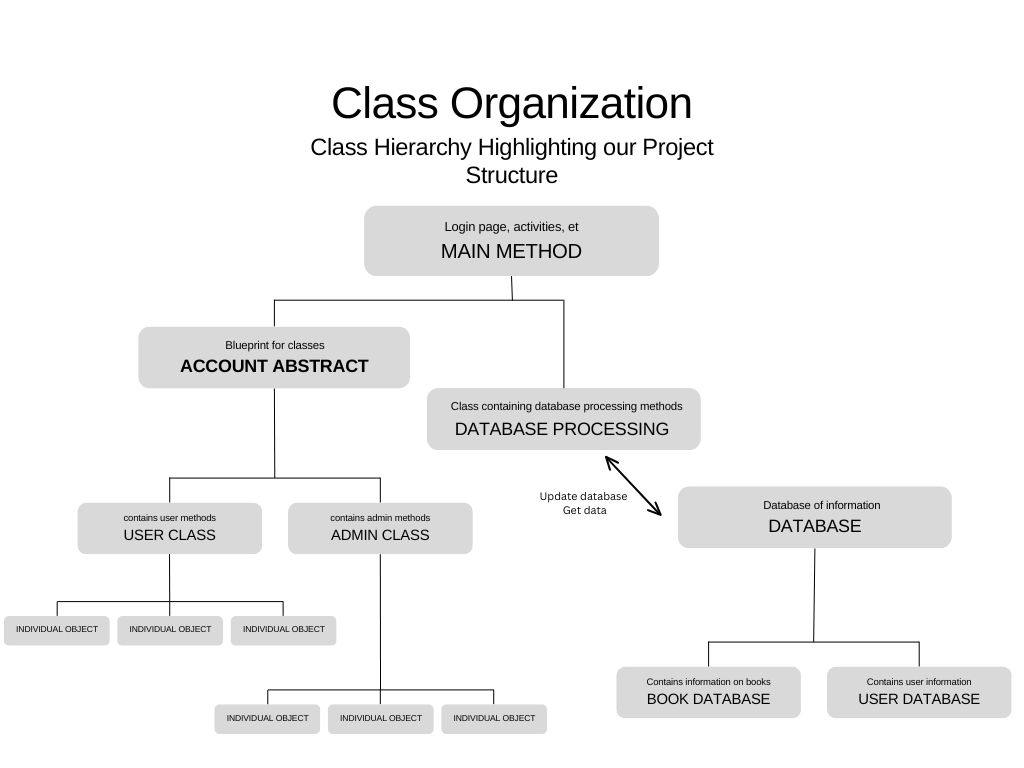 Class Organization
Class Hierarchy Highlighting our Project
Structure
Login page, activities, et
MAIN METHOD
Blueprint for classes
ACCOUNT ABSTRACT
Class containing database processing methods
DATABASE PROCESSING
Update database
Get data
Database of information
DATABASE
contains user methods
USER CLASS
contains admin methods
ADMIN CLASS
INDIVIDUAL OBJECT
INDIVIDUAL OBJECT
INDIVIDUAL OBJECT
INDIVIDUAL OBJECT
INDIVIDUAL OBJECT
INDIVIDUAL OBJECT
Contains information on books
BOOK DATABASE
Contains user information
USER DATABASE